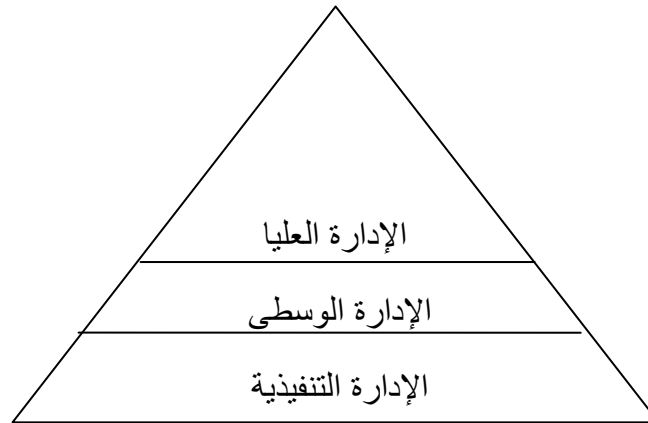 الإدارة العليا
الإدارة الوسطى
الإدارة التنفيذية